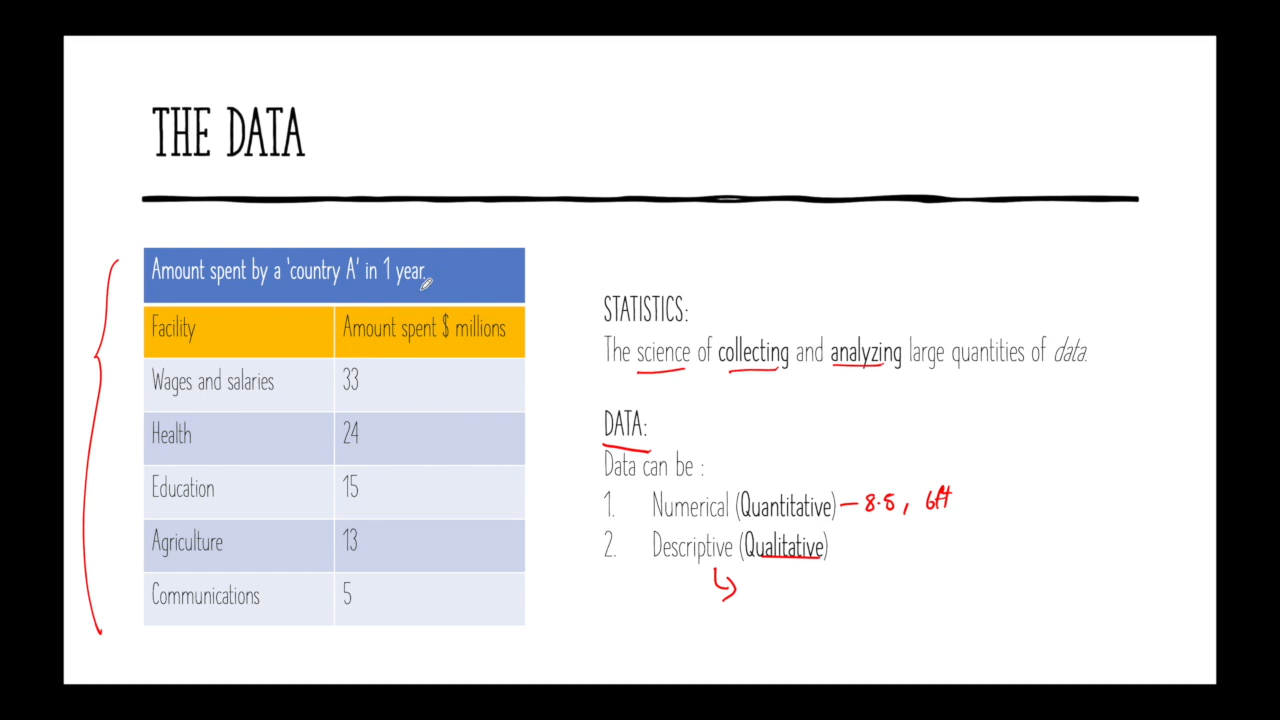 THE DATA
Amount spent by a 'country A' in 1 year.
Facility Amount spent $ millions
Wages and salaries 33
Health 24
Education 15
Agriculture 13
Communications 5
STATISTICS:
The science of collecting and analyzing large quantities of data.
DATA:
Data can be :
1. Numerical (Quantitative) – 8.5, 6ft
2. Descriptive (Qualitative)